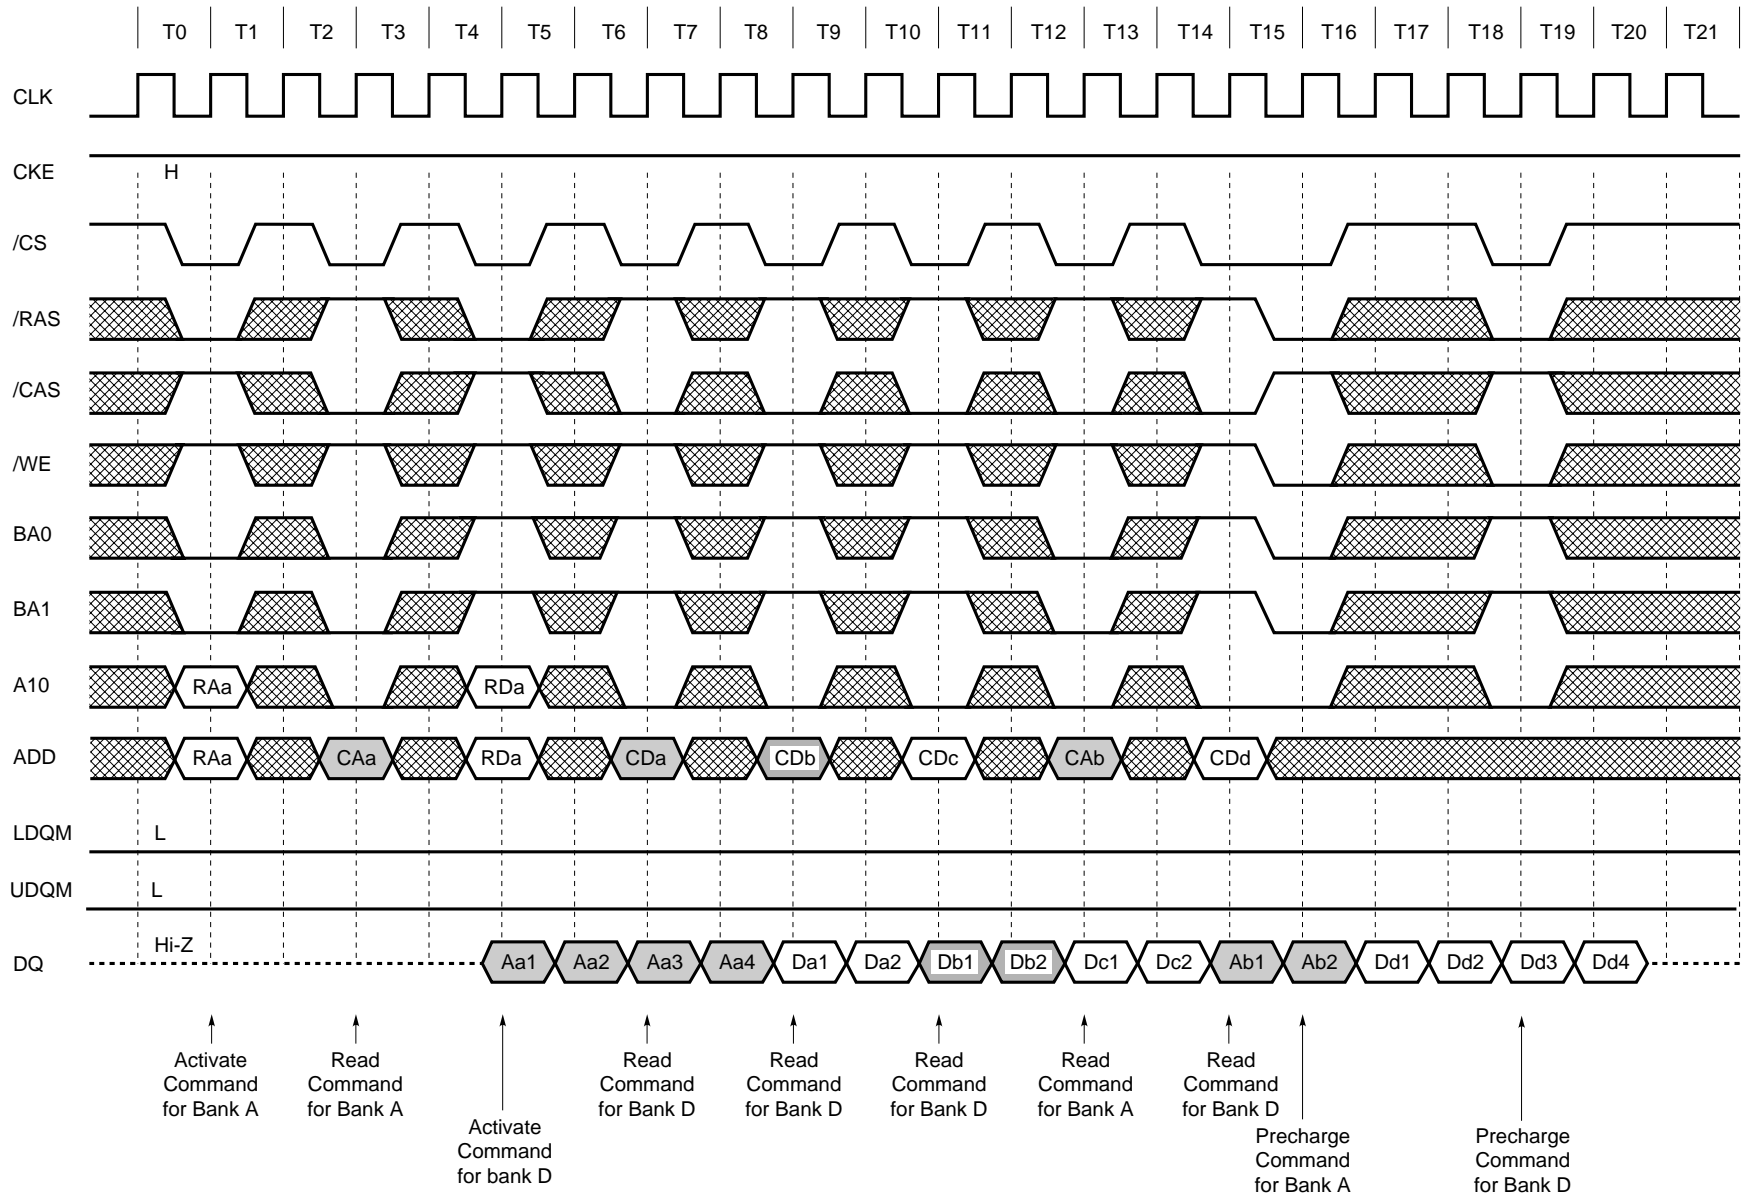 T0 T1 T2 T3 T4 T5 T6 T7 T8 T9 T10 T11 T12 T13 T14 T15 T16 T17 T18 T19 T20 T21
CLK
CKE H
/CS
/RAS
/CAS
/WE
BA0
BA1
A10 RAa RDa
ADD RAa CAa RDa CDa CDb CDc CAb CDd
LDQM L
UDQM L
DQ Hi-Z Aa1 Aa2 Aa3 Aa4 Da1 Da2 Db1 Db2 Dc1 Dc2 Ab1 Ab2 Dd1 Dd2 Dd3 Dd4
Activate
Command
for Bank A
Read
Command
for Bank A
Activate
Command
for bank D
Read
Command
for Bank D
Read
Command
for Bank D
Read
Command
for Bank D
Read
Command
for Bank A
Read
Command
for Bank D
Precharge
Command
for Bank A
Precharge
Command
for Bank D